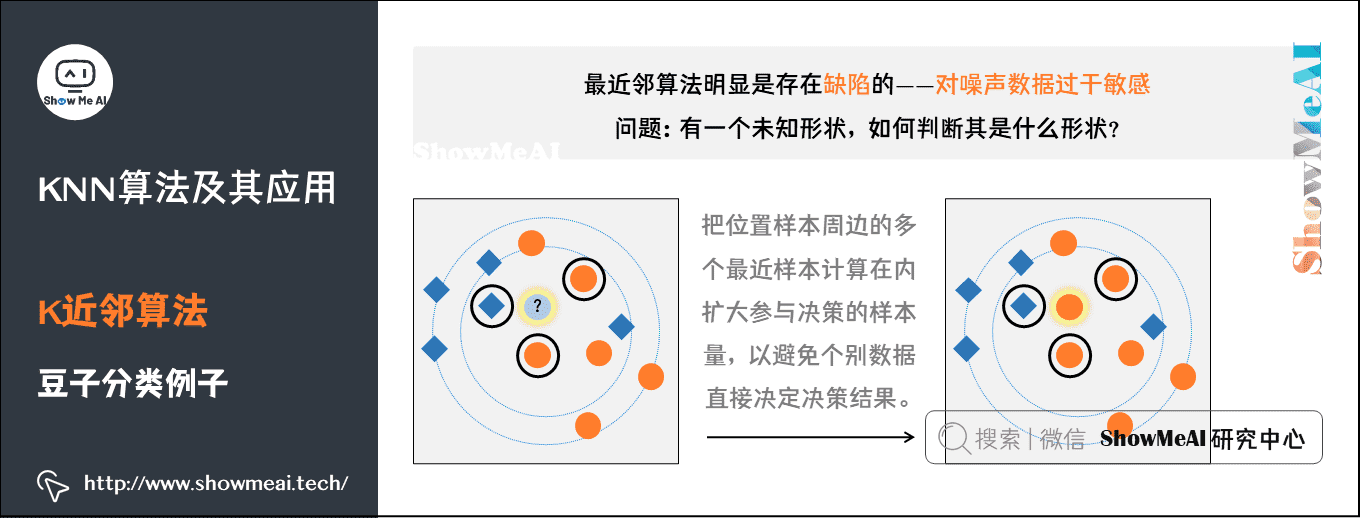 Show Me AI
KNN算法及其应用
K近邻算法
豆子分类例子
http://www.showmeai.tech/
最近邻算法明显是存在缺陷的——对噪声数据过于敏感
问题：有一个未知形状，如何判断其是什么形状？
ShowMeAI
ShowMeAI
?
把位置样本周边的多
个最近样本计算在内
扩大参与决策的样本
量，以避免个别数据
直接决定决策结果。
搜索|微信 ShowMeAI 研究中心